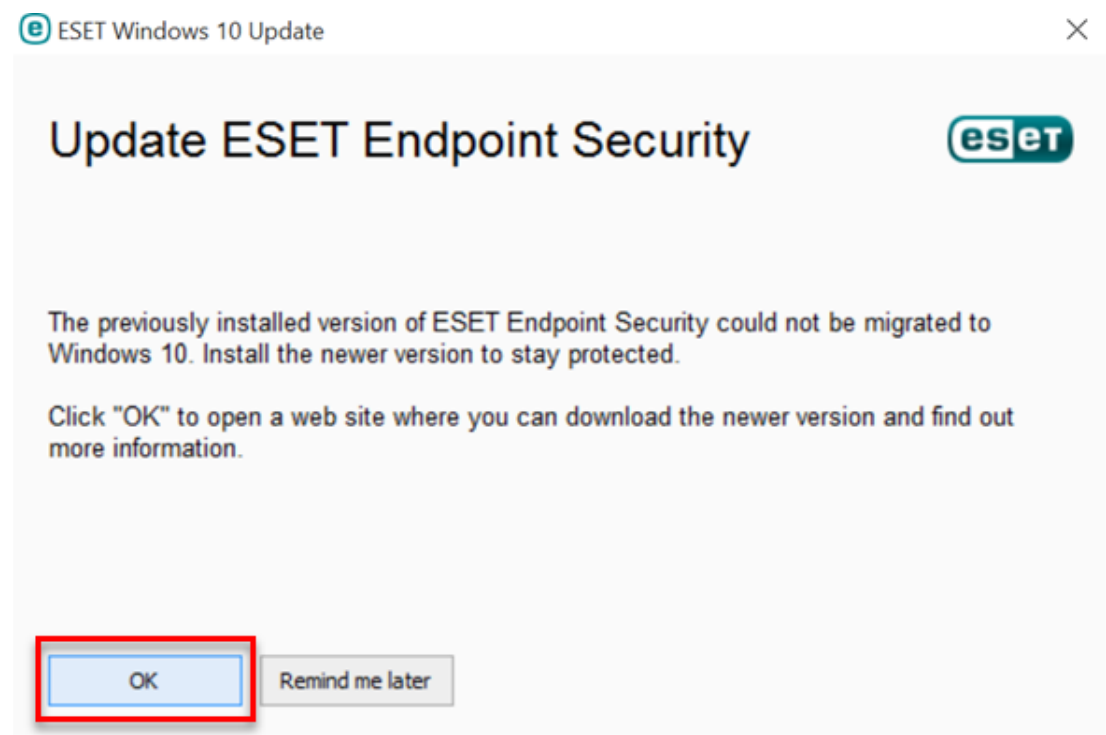 ESET Windows 10 Update
Update ESET Endpoint Security
eset
The previously installed version of ESET Endpoint Security could not be migrated to
Windows 10. Install the newer version to stay protected.
Click "OK" to open a web site where you can download the newer version and find out
more information.
OK
Remind me later